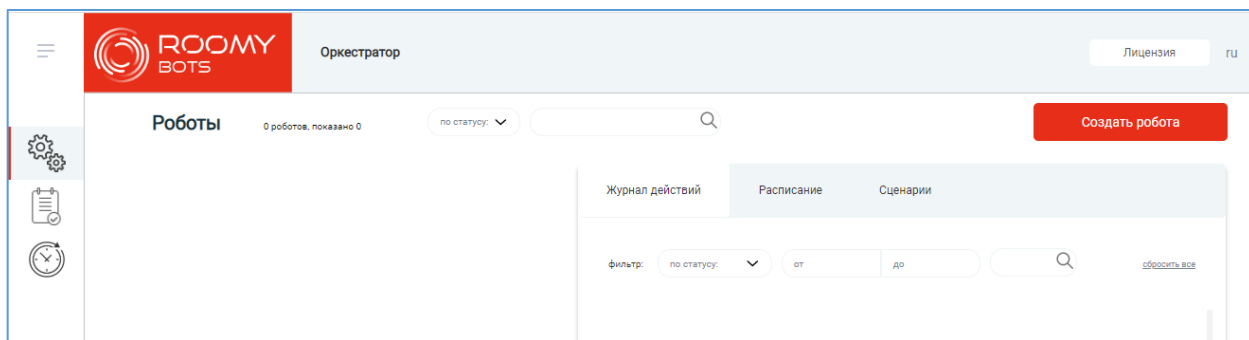 ROOMY
BOTS
Оркестратор
Лицензия
ru
Роботы
0 роботов, показано 0
по статусу:
Создать робота
Журнал действий
Расписание
Сценарии
фильтр:
по статусу:
от
до
сбросить все